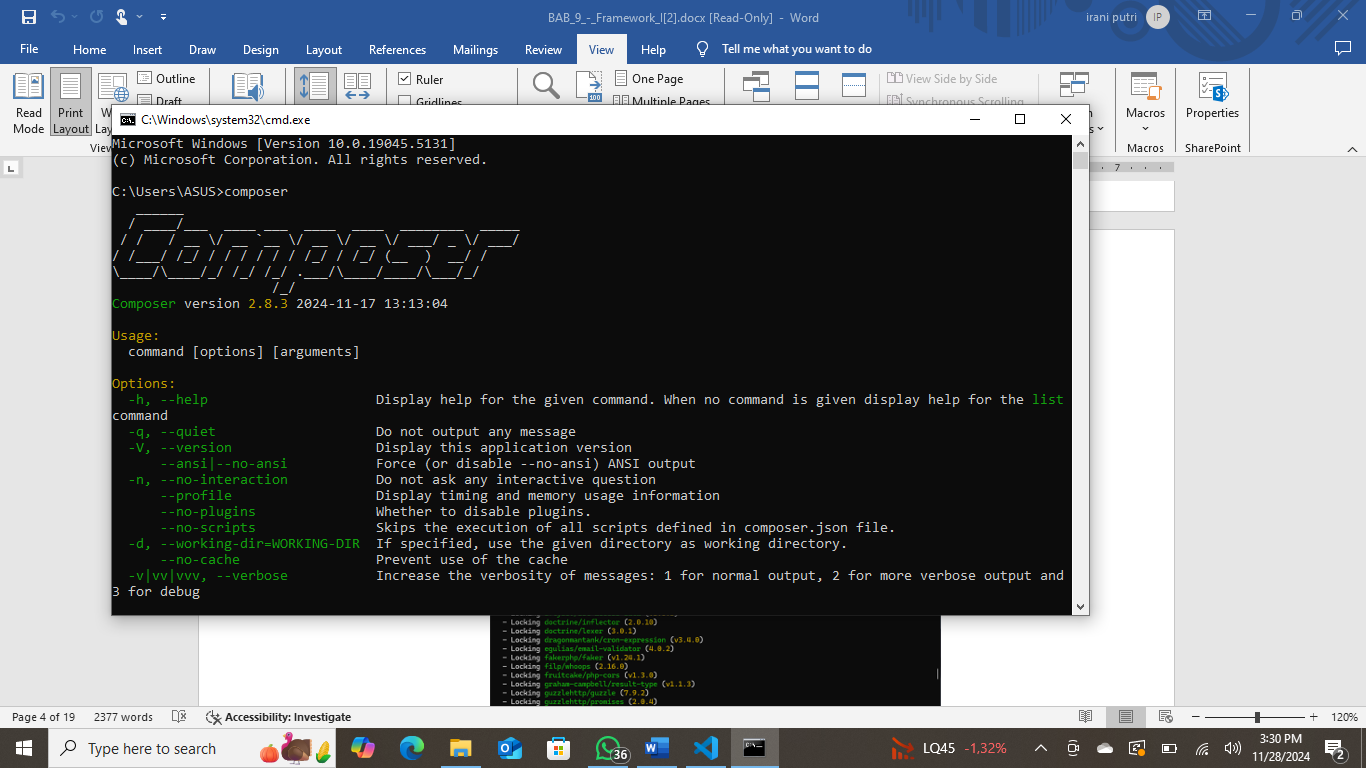 BAB_9_-_Framework_I[2].docx [Read-Only] - Word
irani putri
IP
File Home Insert Draw Design Layout References Mailings Review View Help Tell me what you want to do
Outline Ruler One Page View Side by Side
Draft Gridlines Multiple Pages Synchronous Scrolling
Read Mode
Print Layout
Macros
Properties
Macros
SharePoint
C:\Windows\system32\cmd.exe
Microsoft Windows [Version 10.0.19045.5131]
(c) Microsoft Corporation. All rights reserved.
C:\Users\ASUS>composer
Composer
Composer version 2.8.3 2024-11-17 13:13:04
Usage:
command [options] [arguments]
Options:
-h, --help Display help for the given command. When no command is given display help for the list
command
-q, --quiet Do not output any message
-V, --version Display this application version
--ansi|--no-ansi Force (or disable --no-ansi) ANSI output
-n, --no-interaction Do not ask any interactive question
--profile Display timing and memory usage information
--no-plugins Whether to disable plugins.
--no-scripts Skips the execution of all scripts defined in composer.json file.
-d, --working-dir=WORKING-DIR If specified, use the given directory as working directory.
--no-cache Prevent use of the cache
-v|vv|vvv, --verbose Increase the verbosity of messages: 1 for normal output, 2 for more verbose output and
3 for debug
- Locking doctrine/inflector (2.0.10)
- Locking doctrine/lexer (3.0.1)
- Locking dragonmantank/cron-expression (v3.4.0)
- Locking egulias/email-validator (4.0.2)
- Locking fakerphp/faker (v1.24.1)
- Locking filp/whoops (2.16.0)
- Locking fruitcake/php-cors (v1.3.0)
- Locking graham-campbell/result-type (v1.1.3)
- Locking guzzlehttp/guzzle (7.9.2)
- Locking guzzlehttp/promises (2.0.4)
Page 4 of 19 2377 words Accessibility: Investigate 120%
Type here to search
36
LQ45 -1,32%
3:30 PM
11/28/2024
2